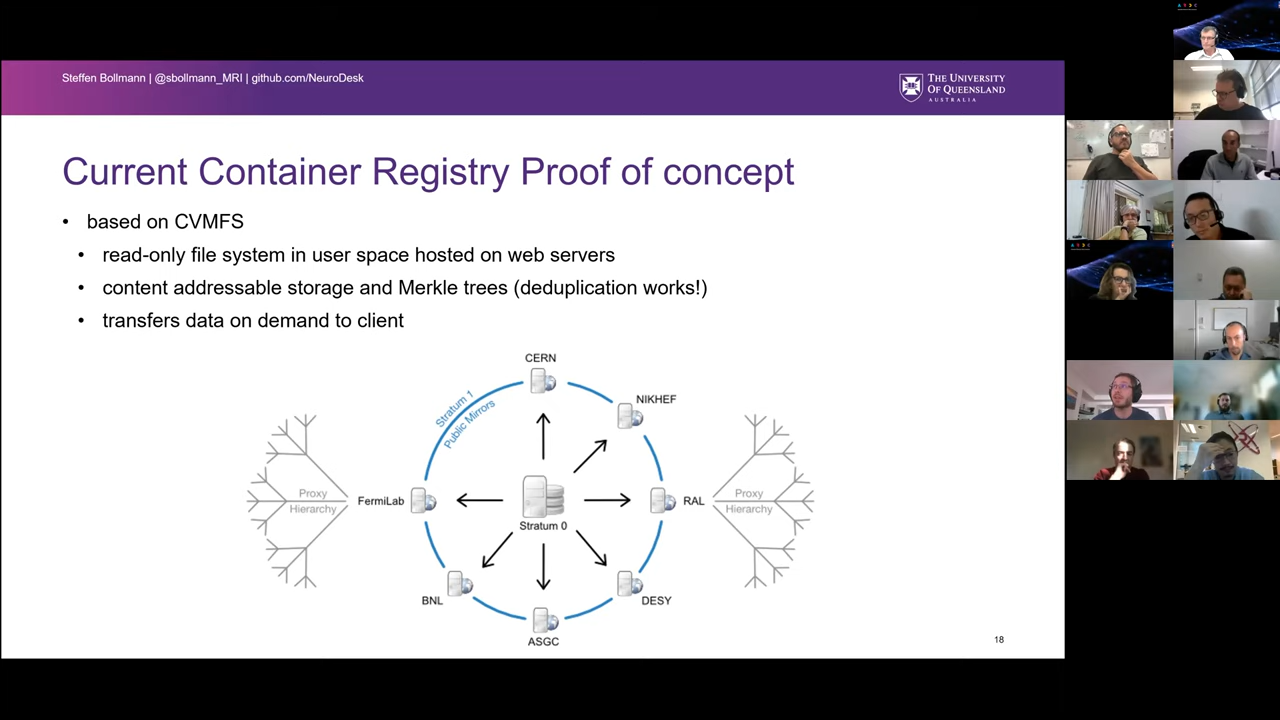 Steffen Bollmann | @sbollmann_MRI | github.com/NeuroDesk
THE UNIVERSITY
OF QUEENSLAND
AUSTRALIA
Current Container Registry Proof of concept
• based on CVMFS
• read-only file system in user space hosted on web servers
• content addressable storage and Merkle trees (deduplication works!)
• transfers data on demand to client
CERN
Stratum 1
Public Mirrors
NIKHEF
Proxy
Hierarchy
FermiLab
Stratum 0
RAL
Proxy
Hierarchy
BNL
DESY
ASGC
18